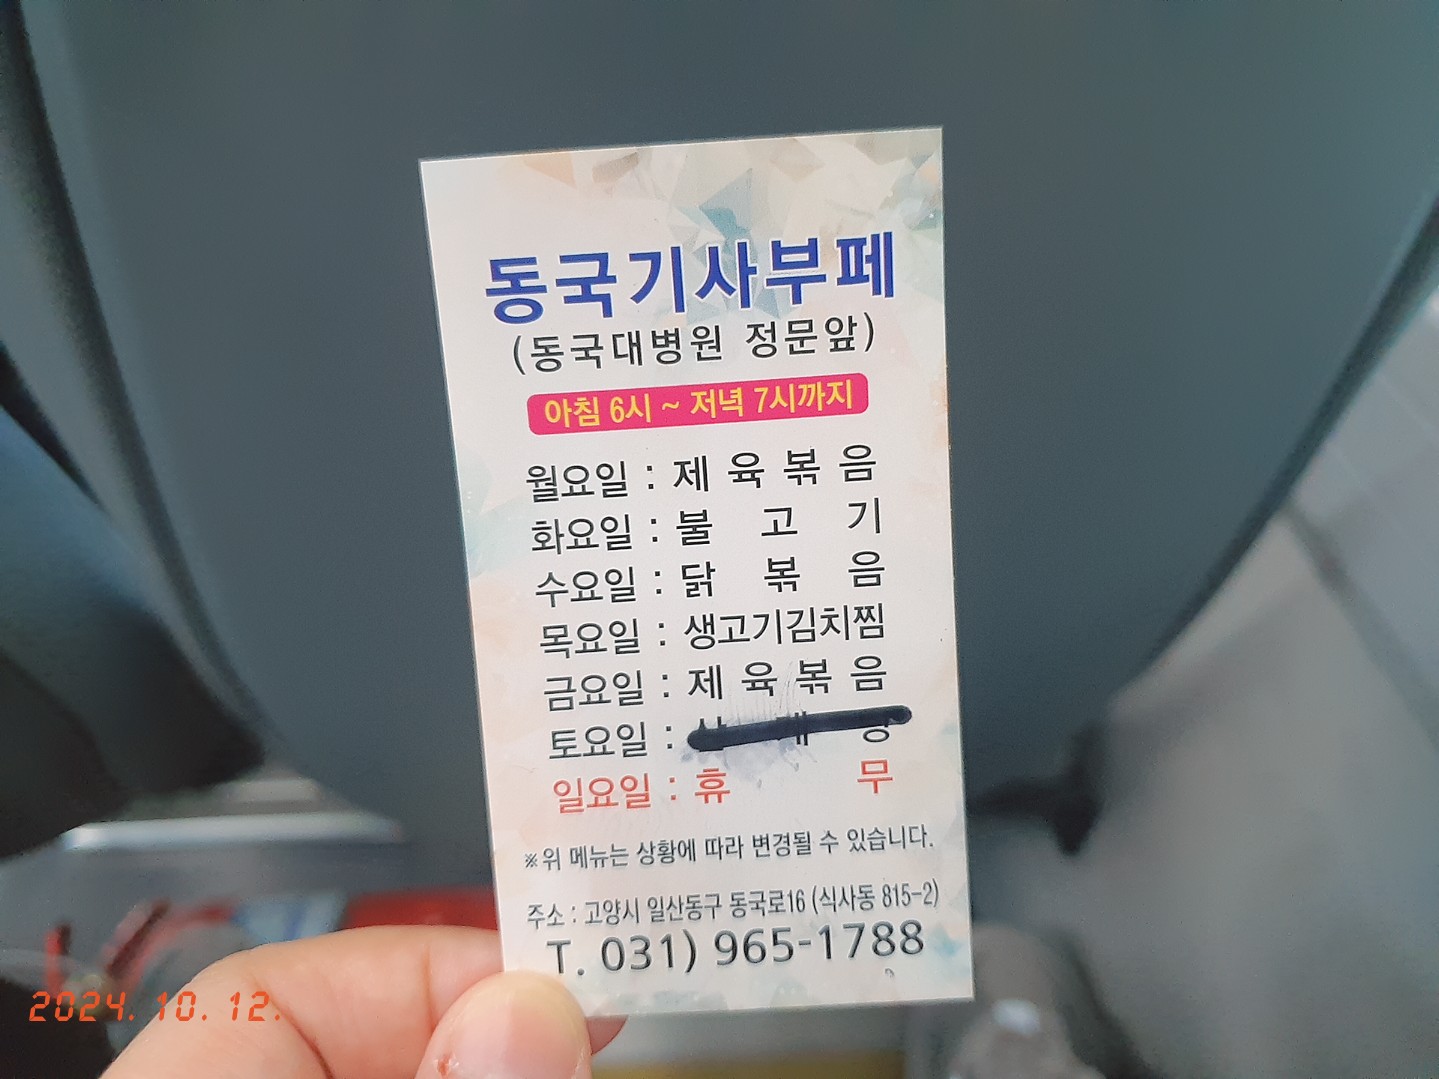 동국기사부페
(동국대병원 정문앞)
아침 6시 ~ 저녁 7시까지
월요일 : 제육볶음
화요일 : 불고기
수요일 : 닭볶음
목요일 : 생고기김치찜
금요일 : 제육볶음
토요일 :
일요일 : 휴무
※위 메뉴는 상황에 따라 변경될 수 있습니다.
주소 : 고양시 일산동구 동국로16 (식사동 815-2)
T. 031) 965-1788
2024. 10. 12.